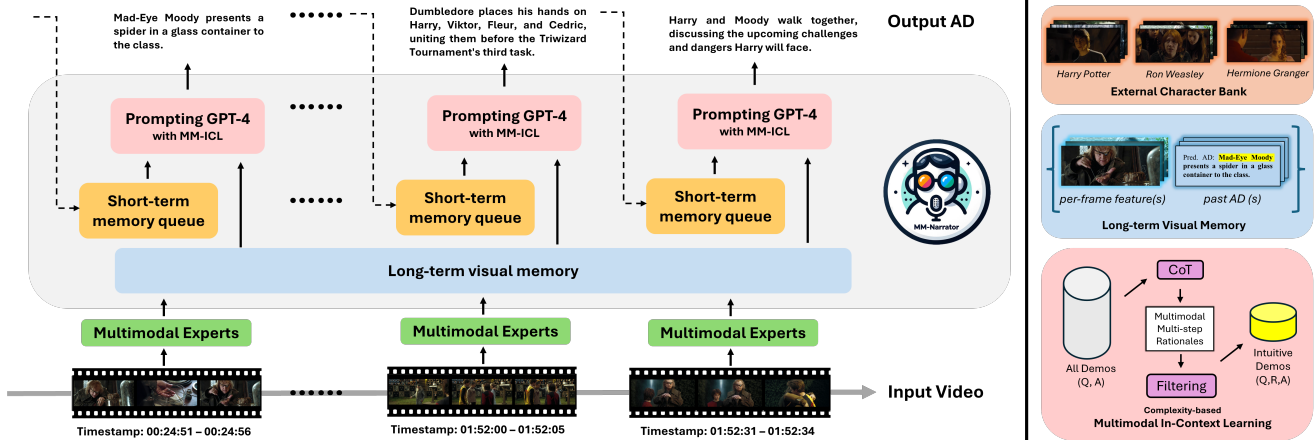 Mad-Eye Moody presents a
spider in a glass container to
the class.
Dumbledore places his hands on
Harry, Viktor, Fleur, and Cedric,
uniting them before the Triwizard
Tournament's third task.
Harry and Moody walk together,
discussing the upcoming challenges
and dangers Harry will face.
Output AD
Prompting GPT-4
with MM-ICL
Prompting GPT-4
with MM-ICL
Prompting GPT-4
with MM-ICL
Short-term
memory queue
Short-term
memory queue
Short-term
memory queue
MM-Narrator
Long-term visual memory
Multimodal Experts
Multimodal Experts
Multimodal Experts
Input Video
Timestamp: 00:24:51 – 00:24:56
Timestamp: 01:52:00 – 01:52:05
Timestamp: 01:52:31 – 01:52:34
Harry Potter
Ron Weasley
Hermione Granger
External Character Bank
Pred. AD: Mad-Eye Moody
presents a spider in a glass
container to the class.
per-frame feature(s)
past AD (s)
Long-term Visual Memory
CoT
Multimodal
Multi-step
Rationales
All Demos
(Q, A)
Filtering
Intuitive
Demos
(Q,R,A)
Complexity-based
Multimodal In-Context Learning